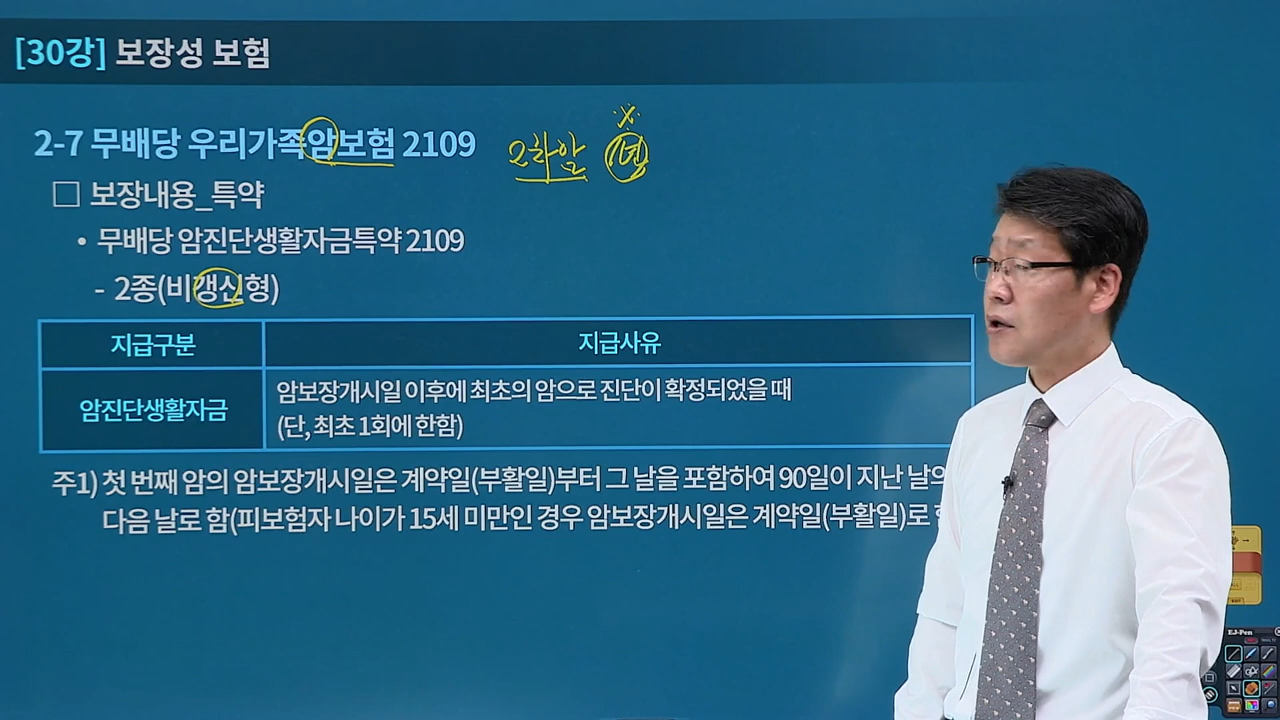 [30강] 보장성 보험
2-7 무배당 우리가족암보험 2109
2차암 1년
□ 보장내용_특약
• 무배당 암진단생활자금특약 2109
- 2종(비갱신형)
지급구분 지급사유
암진단생활자금
암보장개시일 이후에 최초의 암으로 진단이 확정되었을 때
(단, 최초 1회에 한함)
주1) 첫 번째 암의 암보장개시일은 계약일(부활일)부터 그 날을 포함하여 90일이 지난 날의
다음 날로 함(피보험자 나이가 15세 미만인 경우 암보장개시일은 계약일(부활일)로
EJ-Pen